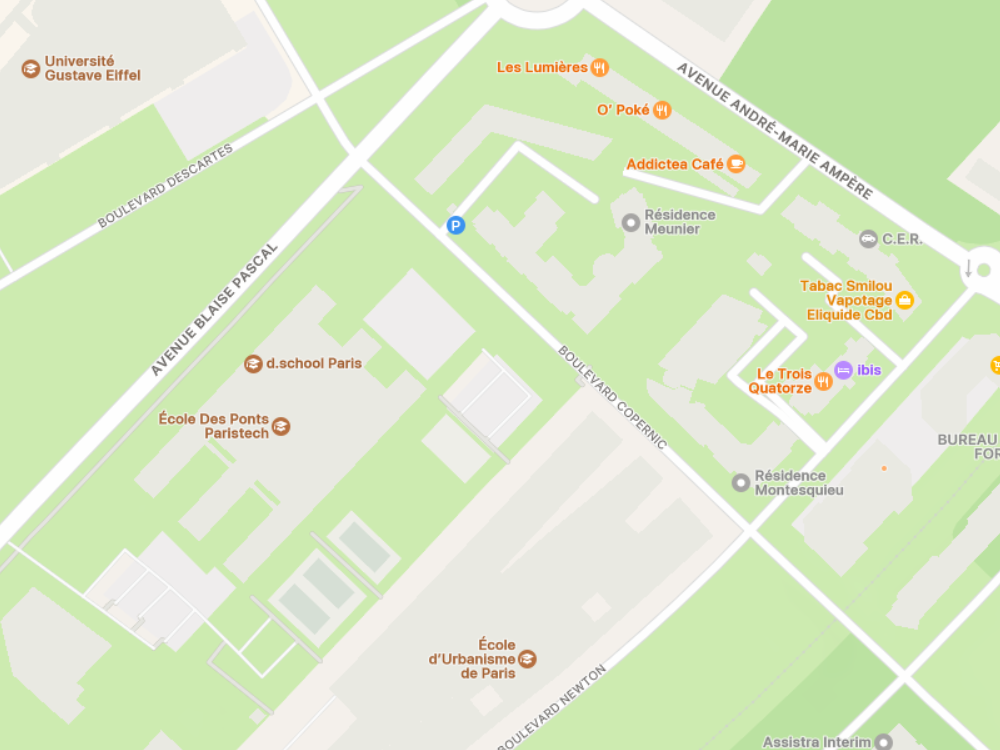 Université
Gustave Eiffel
Les Lumières
O' Poké
Addictea Café
AVENUE ANDRÉ-MARIE AMPÈRE
BOULEVARD DESCARTES
P
Résidence
Meunier
C.E.R.
AVENUE BLAISE PASCAL
Tabac Smilou
Vapotage
Eliquide Cbd
d.school Paris
BOULEVARD COPERNIC
Le Trois
Quatorze
ibis
École Des Ponts
Paristech
BUREAU
FOR
Résidence
Montesquieu
École
d'Urbanisme
de Paris
BOULEVARD NEWTON
Assistra Interim